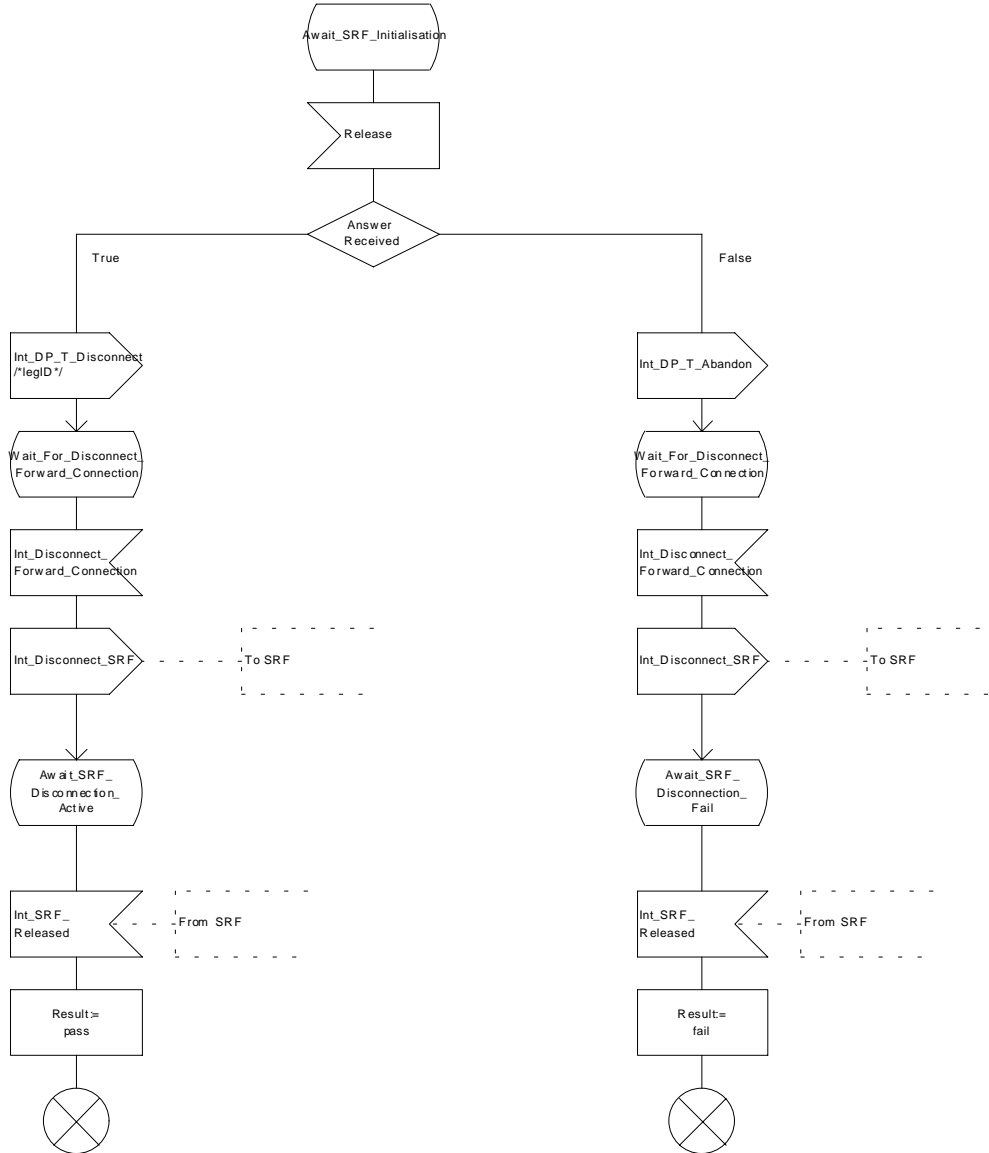 Await_SRF_Initialisation
Release
Answer
Received
True
False
Int_DP_T_Disconnect
/*legID*/
Int_DP_T_Abandon
Wait_For_Disconnect_
Forward_Connection
Wait_For_Disconnect_
Forward_Connection
Int_Disconnect_
Forward_Connection
Int_Disconnect_
Forward_Connection
Int_Disconnect_SRF
To SRF
Int_Disconnect_SRF
To SRF
Await_SRF_
Disconnection_
Active
Await_SRF_
Disconnection_
Fail
Int_SRF_
Released
From SRF
Int_SRF_
Released
From SRF
Result:=
pass
Result:=
fail